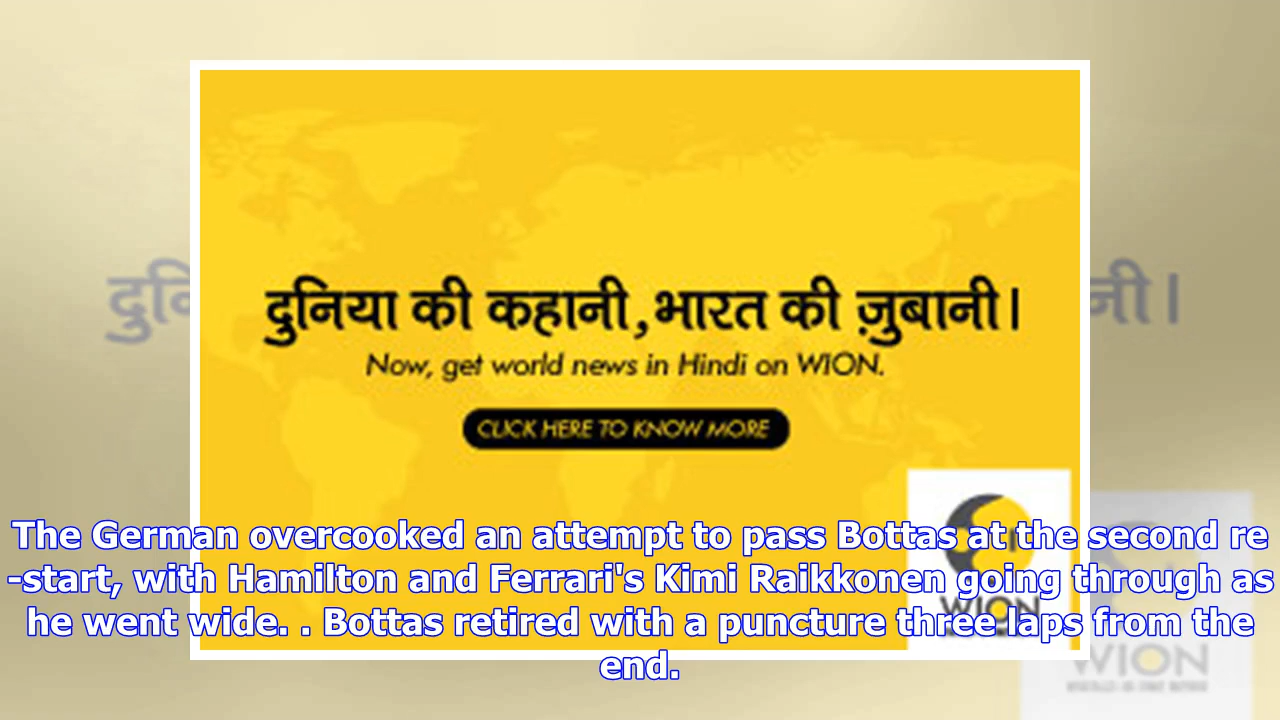 दुनिया की कहानी, भारत की ज़ुबानी।
Now, get world news in Hindi on WION.
CLICK HERE TO KNOW MORE
The German overcooked an attempt to pass Bottas at the second re
-start, with Hamilton and Ferrari's Kimi Raikkonen going through as
he went wide. . Bottas retired with a puncture three laps from the
end.
WION
WION